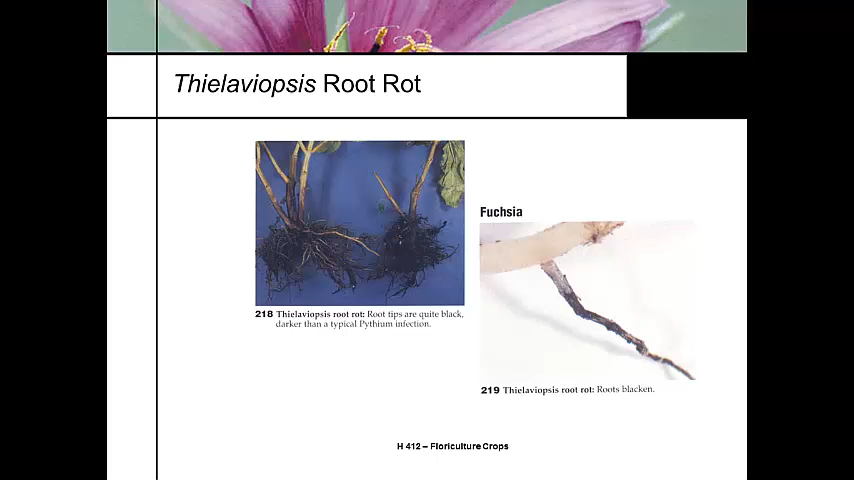 Thielaviopsis Root Rot
218 Thielaviopsis root rot: Root tips are quite black,
darker than a typical Pythium infection.
Fuchsia
219 Thielaviopsis root rot: Roots blacken.
H 412 – Floriculture Crops